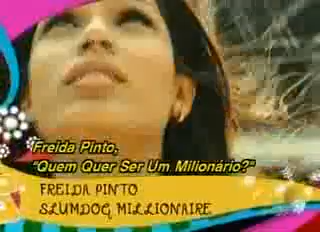 Freida Pinto,
"Quem Quer Ser Um Milionário?"
FREIDA PINTO
SLUMDOG MILLIONAIRE